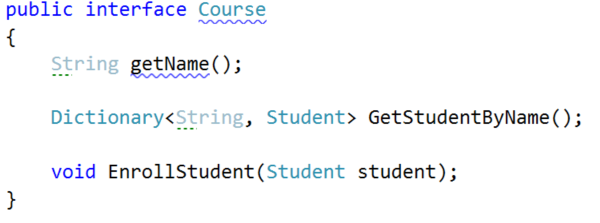 public interface Course
{
String getName();
Dictionary<String, Student> GetStudentByName();
void EnrollStudent(Student student);
}